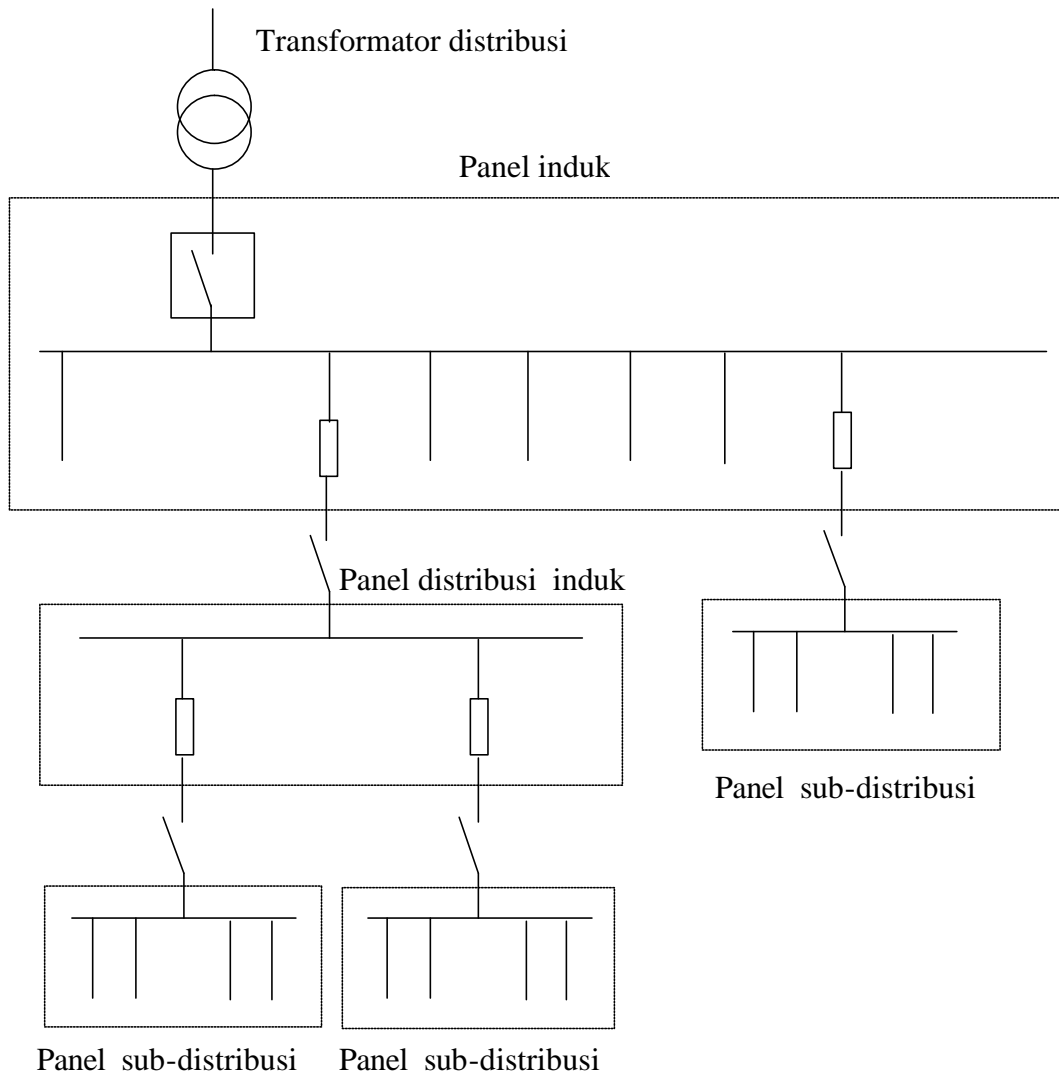 Transformator distribusi
Panel induk
Panel distribusi induk
Panel sub-distribusi
Panel sub-distribusi
Panel sub-distribusi